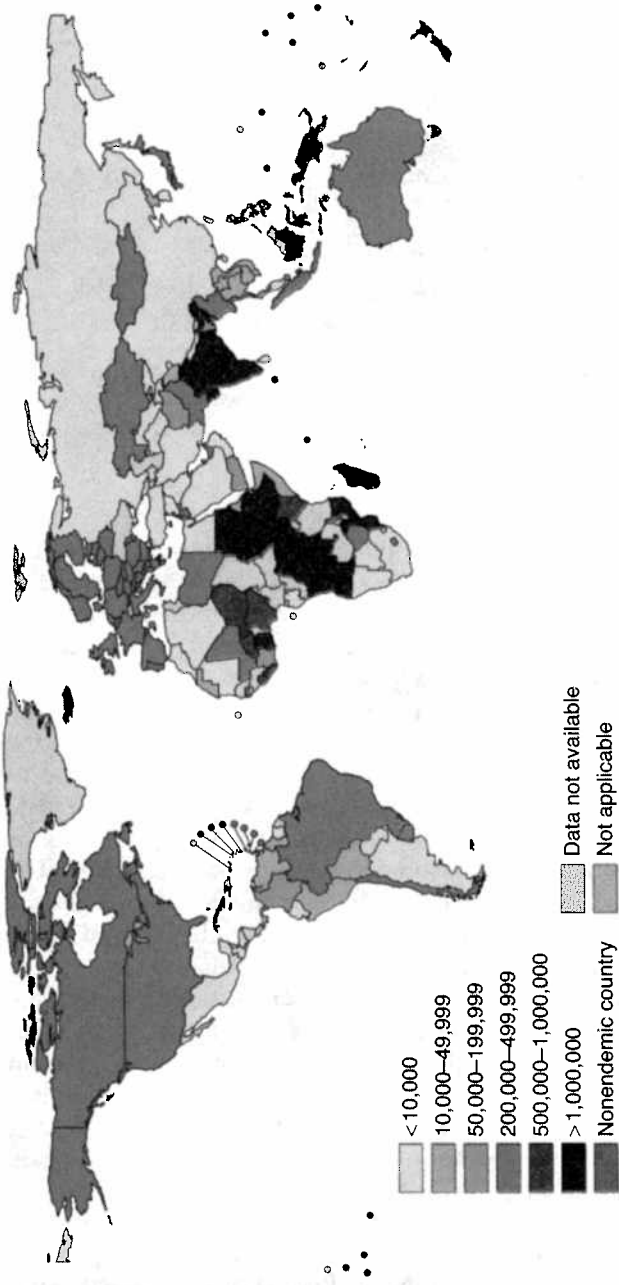 <10,000
10,000–49,999
50,000–199,999
200,000–499,999
500,000–1,000,000
>1,000,000
Nonendemic country
Data not available
Not applicable